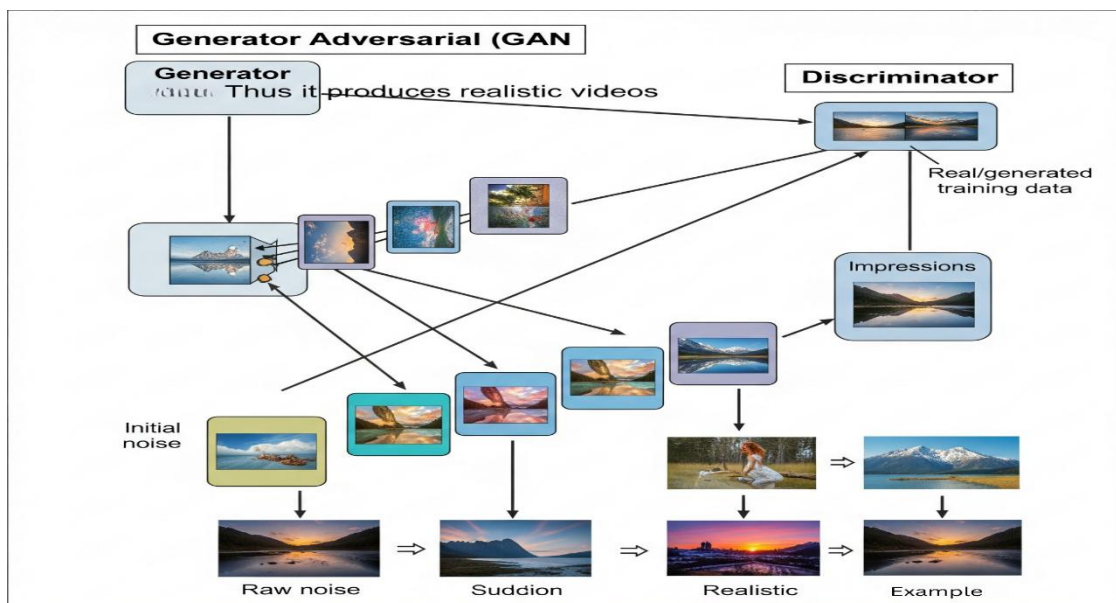 Generator Adversarial (GAN
Generator
Thus it produces realistic videos
Discriminator
Real/generated
training data
Impressions
Initial
noise
Raw noise
Suddion
Realistic
Example